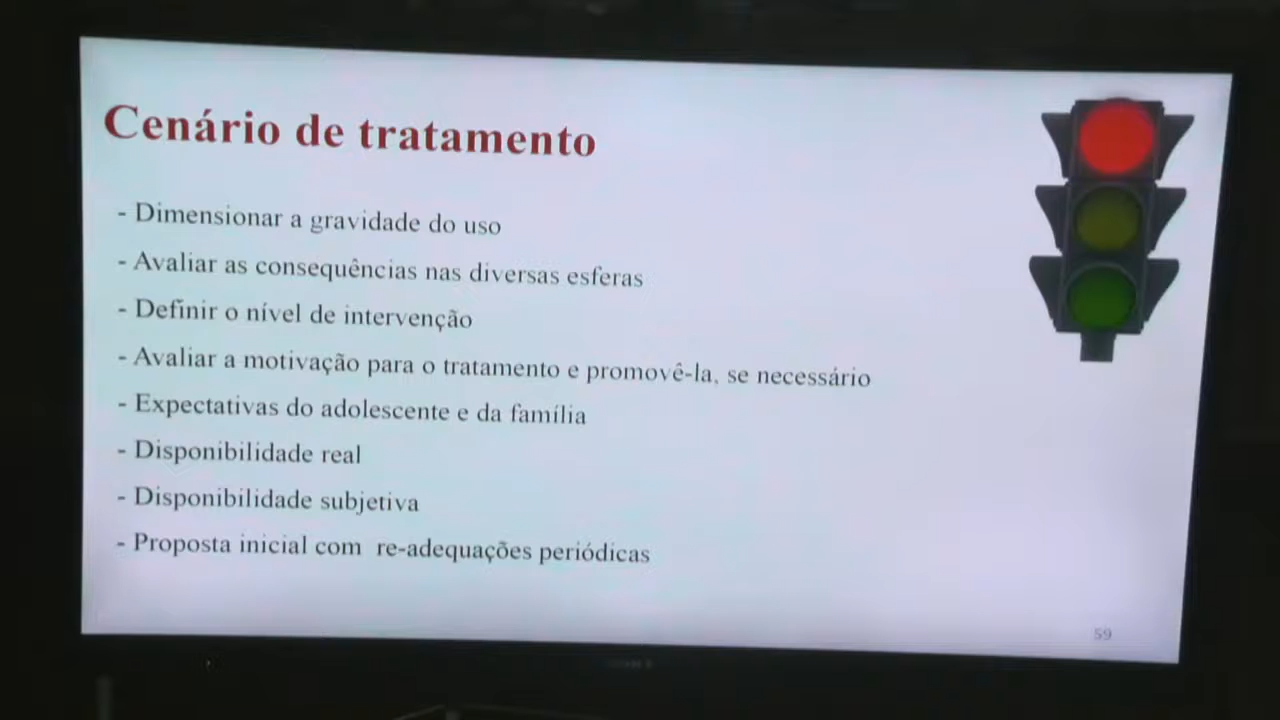 Cenário de tratamento
- Dimensionar a gravidade do uso
- Avaliar as consequências nas diversas esferas
- Definir o nível de intervenção
- Avaliar a motivação para o tratamento e promovê-la, se necessário
- Expectativas do adolescente e da família
- Disponibilidade real
- Disponibilidade subjetiva
- Proposta inicial com re-adequações periódicas
59